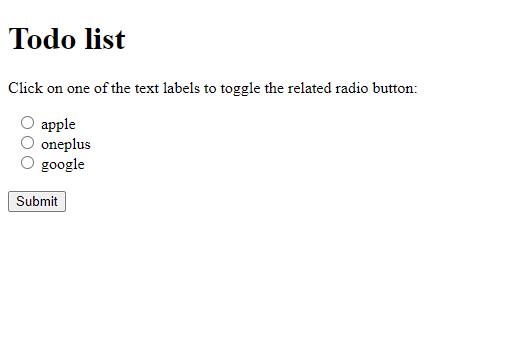 Todo list
Click on one of the text labels to toggle the related radio button:
apple
oneplus
google
Submit